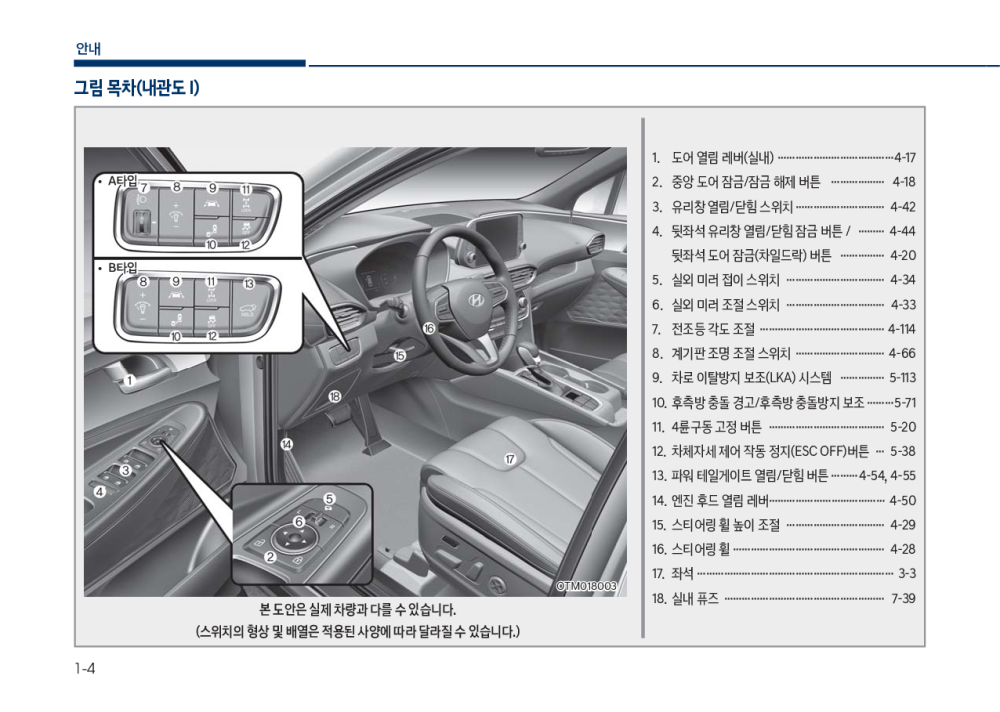 안내
그림 목차(내관도 I)
• A타입
7 8 9 11
10 12
• B타입
8 9 11 13
10 12
1
3
4
5
6
2
14
15
16
17
18
OTM018003
본 도안은 실제 차량과 다를 수 있습니다.
(스위치의 형상 및 배열은 적용된 사양에 따라 달라질 수 있습니다.)
1. 도어 열림 레버(실내) ·····································4-17
2. 중앙 도어 잠금/잠금 해제 버튼 ·················· 4-18
3. 유리창 열림/닫힘 스위치 ···························· 4-42
4. 뒷좌석 유리창 열림/닫힘 잠금 버튼 / ········· 4-44
뒷좌석 도어 잠금(차일드락) 버튼 ··············· 4-20
5. 실외 미러 접이 스위치 ································ 4-34
6. 실외 미러 조절 스위치 ································ 4-33
7. 전조등 각도 조절 ········································· 4-114
8. 계기판 조명 조절 스위치 ···························· 4-66
9. 차로 이탈방지 보조(LKA) 시스템 ··············· 5-113
10. 후측방 충돌 경고/후측방 충돌방지 보조 ·········5-71
11. 4륜구동 고정 버튼 ······································ 5-20
12. 차체자세 제어 작동 정지(ESC OFF)버튼 ··· 5-38
13. 파워 테일게이트 열림/닫힘 버튼 ·········4-54, 4-55
14. 엔진 후드 열림 레버····································· 4-50
15. 스티어링 휠 높이 조절 ································ 4-29
16. 스티어링 휠 ················································· 4-28
17. 좌석 ································································ 3-3
18. 실내 퓨즈 ···················································· 7-39
1-4